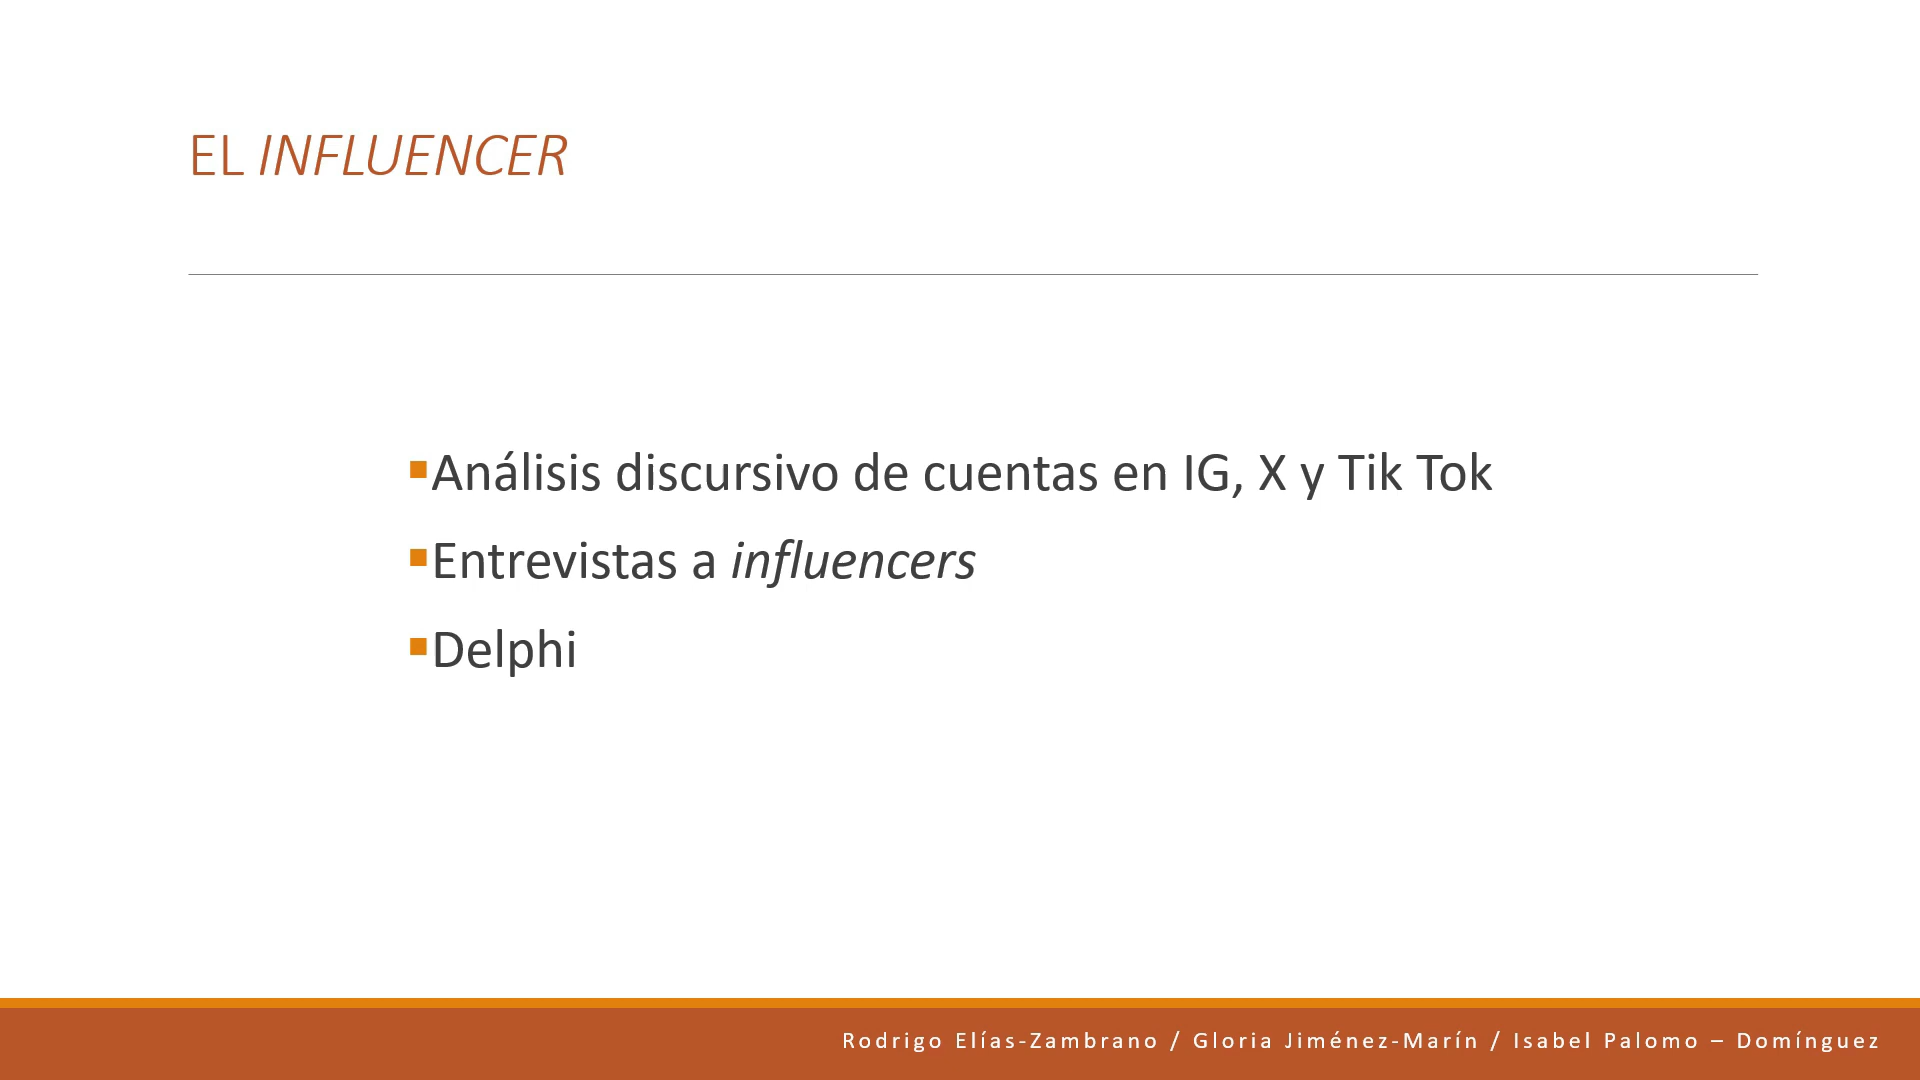 EL INFLUENCER
▪Análisis discursivo de cuentas en IG, X y Tik Tok
▪Entrevistas a influencers
▪Delphi
Rodrigo Elías-Zambrano / Gloria Jiménez-Marín / Isabel Palomo – Domínguez